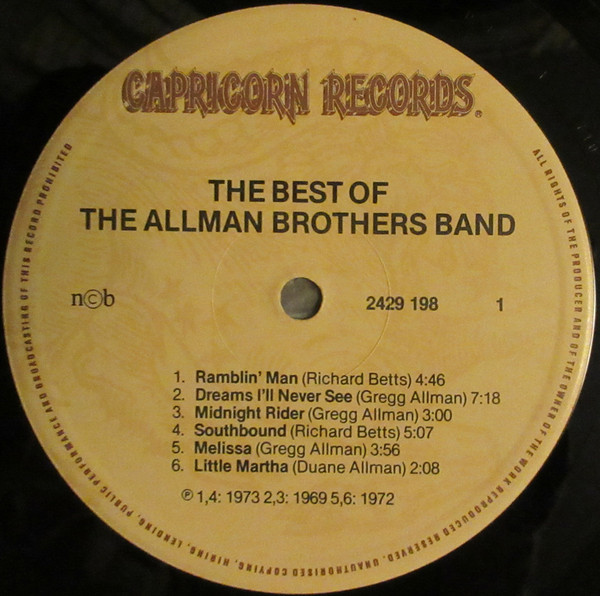 CAPRICORN RECORDS®
THE BEST OF
THE ALLMAN BROTHERS BAND
n©b
2429 198 1
1. Ramblin' Man (Richard Betts) 4:46
2. Dreams I'll Never See (Gregg Allman) 7:18
3. Midnight Rider (Gregg Allman) 3:00
4. Southbound (Richard Betts) 5:07
5. Melissa (Gregg Allman) 3:56
6. Little Martha (Duane Allman) 2:08
℗ 1,4: 1973 2,3: 1969 5,6: 1972
ALL RIGHTS OF THE PRODUCER AND OF THE OWNER OF THE WORK REPRODUCED RESERVED. UNAUTHORISED COPYING, HIRING, LENDING, PUBLIC PERFORMANCE AND BROADCASTING OF THIS RECORD PROHIBITED